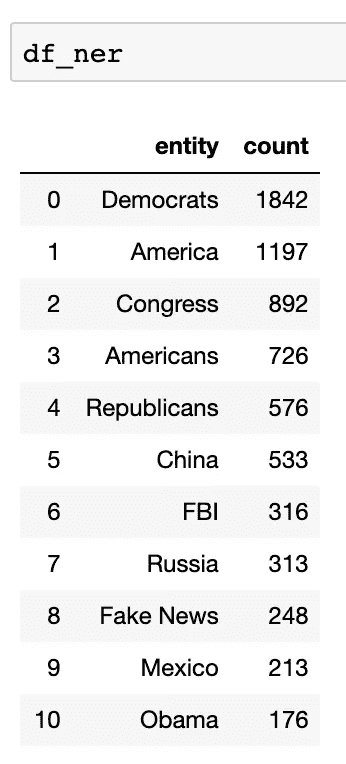 df_ner
entity count
0 Democrats 1842
1 America 1197
2 Congress 892
3 Americans 726
4 Republicans 576
5 China 533
6 FBI 316
7 Russia 313
8 Fake News 248
9 Mexico 213
10 Obama 176